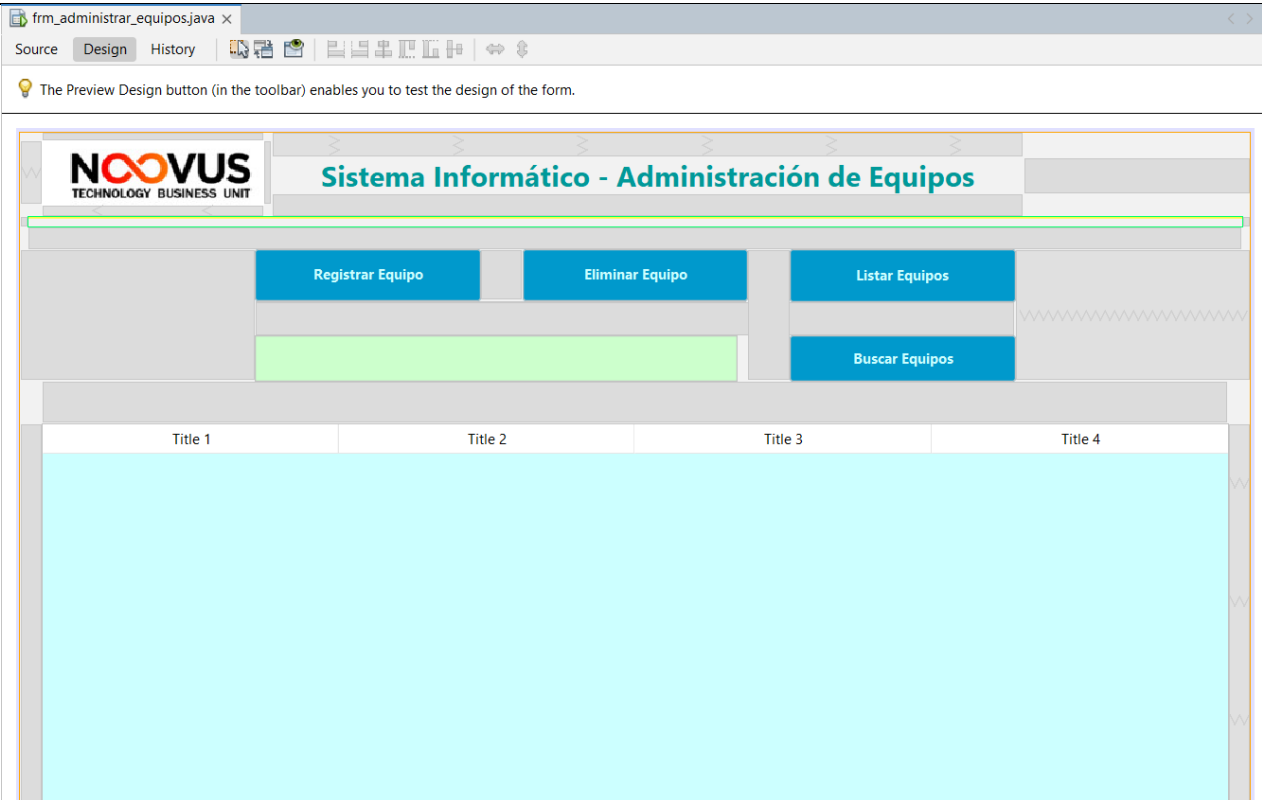 frm_administrar_equipos.java
Source Design History
The Preview Design button (in the toolbar) enables you to test the design of the form.
NOOVUS
TECHNOLOGY BUSINESS UNIT
Sistema Informático - Administración de Equipos
Registrar Equipo Eliminar Equipo Listar Equipos
Buscar Equipos
Title 1 Title 2 Title 3 Title 4